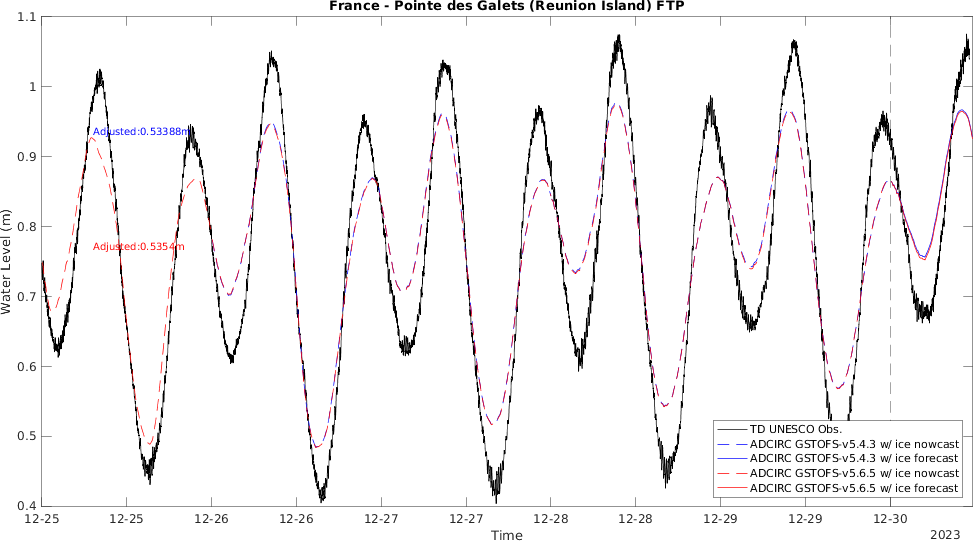 France - Pointe des Galets (Reunion Island) FTP
Water Level (m)
1.1
1
0.9
0.8
0.7
0.6
0.5
0.4
Adjusted:0.53388m
Adjusted:0.5354m
TD UNESCO Obs.
ADCIRC GSTOFS-v5.4.3 w/ ice nowcast
ADCIRC GSTOFS-v5.4.3 w/ ice forecast
ADCIRC GSTOFS-v5.6.5 w/ ice nowcast
ADCIRC GSTOFS-v5.6.5 w/ ice forecast
12-25 12-25 12-26 12-26 12-27 12-27 12-28 12-28 12-29 12-29 12-30
Time
2023